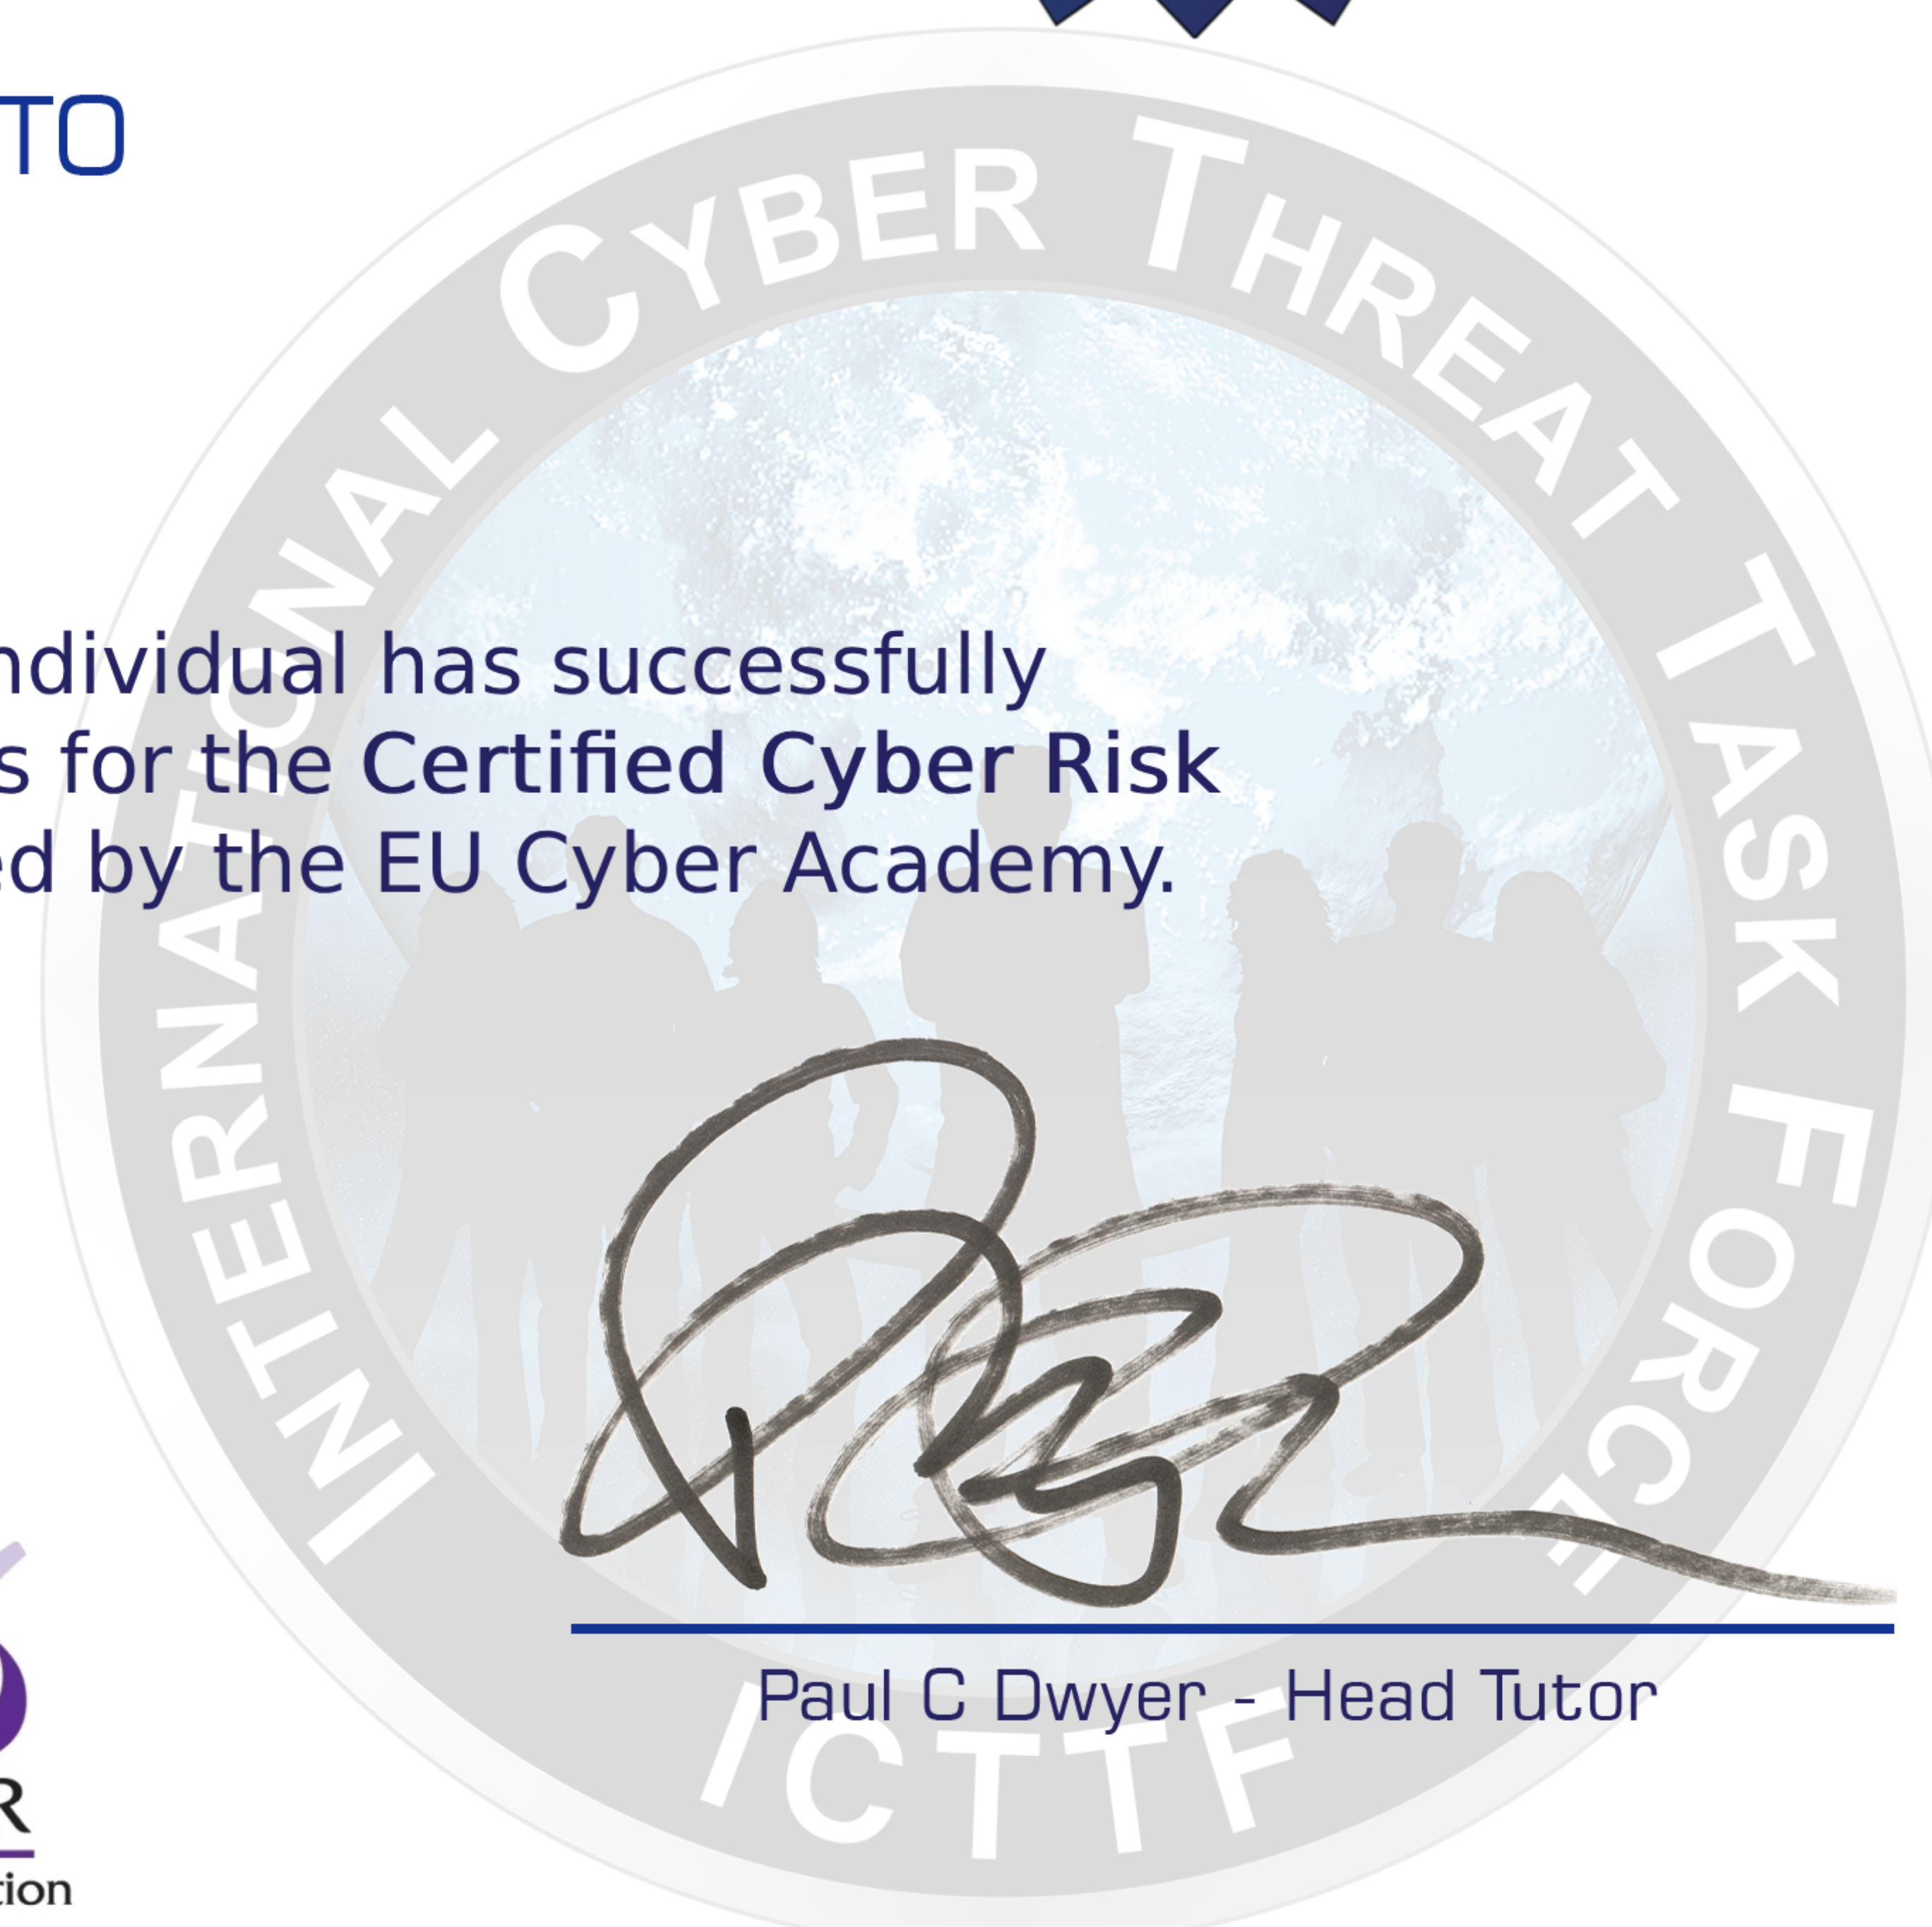 TO
INTERNATIONAL CYBER THREAT TASK FORCE
ndividual has successfully
s for the Certified Cyber Risk
ed by the EU Cyber Academy.
Paul C Dwyer - Head Tutor
ICTTF
R
tion